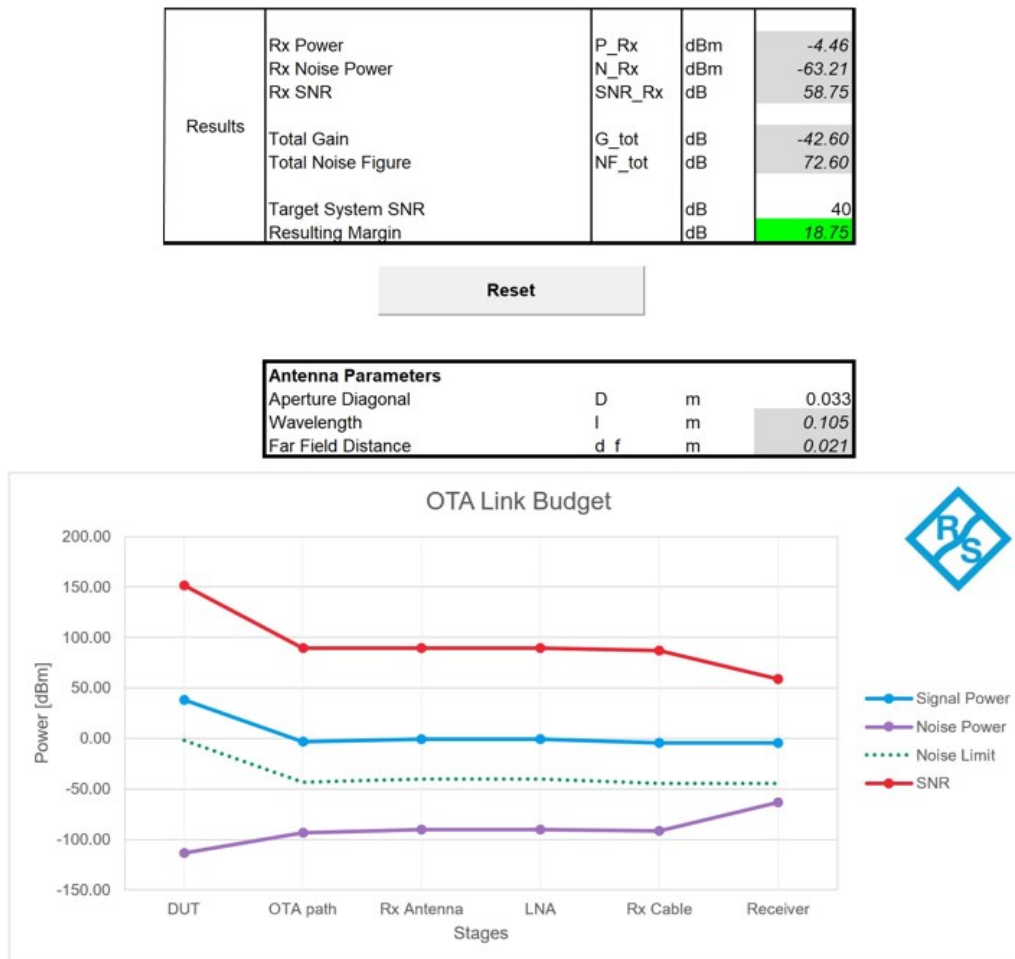 Rx Power P_Rx dBm -4.46
Rx Noise Power N_Rx dBm -63.21
Rx SNR SNR_Rx dB 58.75
Results
Total Gain G_tot dB -42.60
Total Noise Figure NF_tot dB 72.60
Target System SNR dB 40
Resulting Margin dB 18.75
Reset
Antenna Parameters
Aperture Diagonal D m 0.033
Wavelength l m 0.105
Far Field Distance d_f m 0.021
OTA Link Budget
R S
200.00
150.00
100.00
50.00
0.00
-50.00
-100.00
-150.00
Power [dBm]
DUT OTA path Rx Antenna LNA Rx Cable Receiver
Stages
Signal Power
Noise Power
Noise Limit
SNR